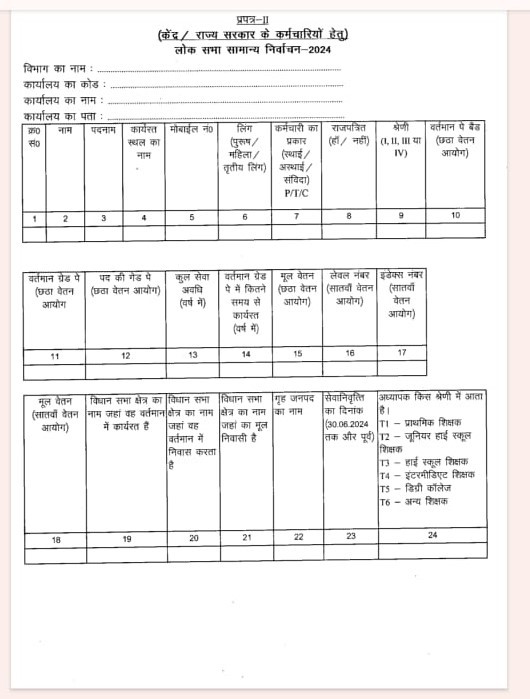 प्रपत्र–II
(केंद्र / राज्य सरकार के कर्मचारियों हेतु)
लोक सभा सामान्य निर्वाचन–2024
विभाग का नाम :
कार्यालय का कोड :
कार्यालय का नाम :
कार्यालय का पता :
क्र० सं०
नाम
पदनाम
कार्यरत स्थल का नाम
मोबाईल नं०
लिंग (पुरूष/ महिला/ तृतीय लिंग)
कर्मचारी का प्रकार (स्थाई/ अस्थाई/ संविदा) P/T/C
राजपत्रित (हॉ/ नहीं)
श्रेणी (I, II, III या IV)
वर्तमान पे बैंड (छठा वेतन आयोग)
1 2 3 4 5 6 7 8 9 10
वर्तमान ग्रेड पे (छठा वेतन आयोग
पद की ग्रेड पे (छठा वेतन आयोग)
कुल सेवा अवधि (वर्ष में)
वर्तमान ग्रेड पे में कितने समय से कार्यरत (वर्ष में)
मूल वेतन (छठा वेतन आयोग)
लेवल नंबर (सातवाँ वेतन आयोग)
इंडेक्स नंबर (सातवाँ वेतन आयोग)
11 12 13 14 15 16 17
मूल वेतन (सातवाँ वेतन आयोग)
विधान सभा क्षेत्र का नाम जहां वह वर्तमान में कार्यरत हैं
विधान सभा क्षेत्र का नाम जहां वह वर्तमान में निवास करता है
विधान सभा क्षेत्र का नाम जहां का मूल निवासी है
गृह जनपद का नाम
सेवानिवृत्ति का दिनांक (30.06.2024 तक और पूर्व)
अध्यापक किस श्रेणी में आता है।
T1 – प्राथमिक शिक्षक
T2 – जूनियर हाई स्कूल शिक्षक
T3 – हाई स्कूल शिक्षक
T4 – इंटरमीडिएट शिक्षक
T5 – डिग्री कॉलेज
T6 – अन्य शिक्षक
18 19 20 21 22 23 24